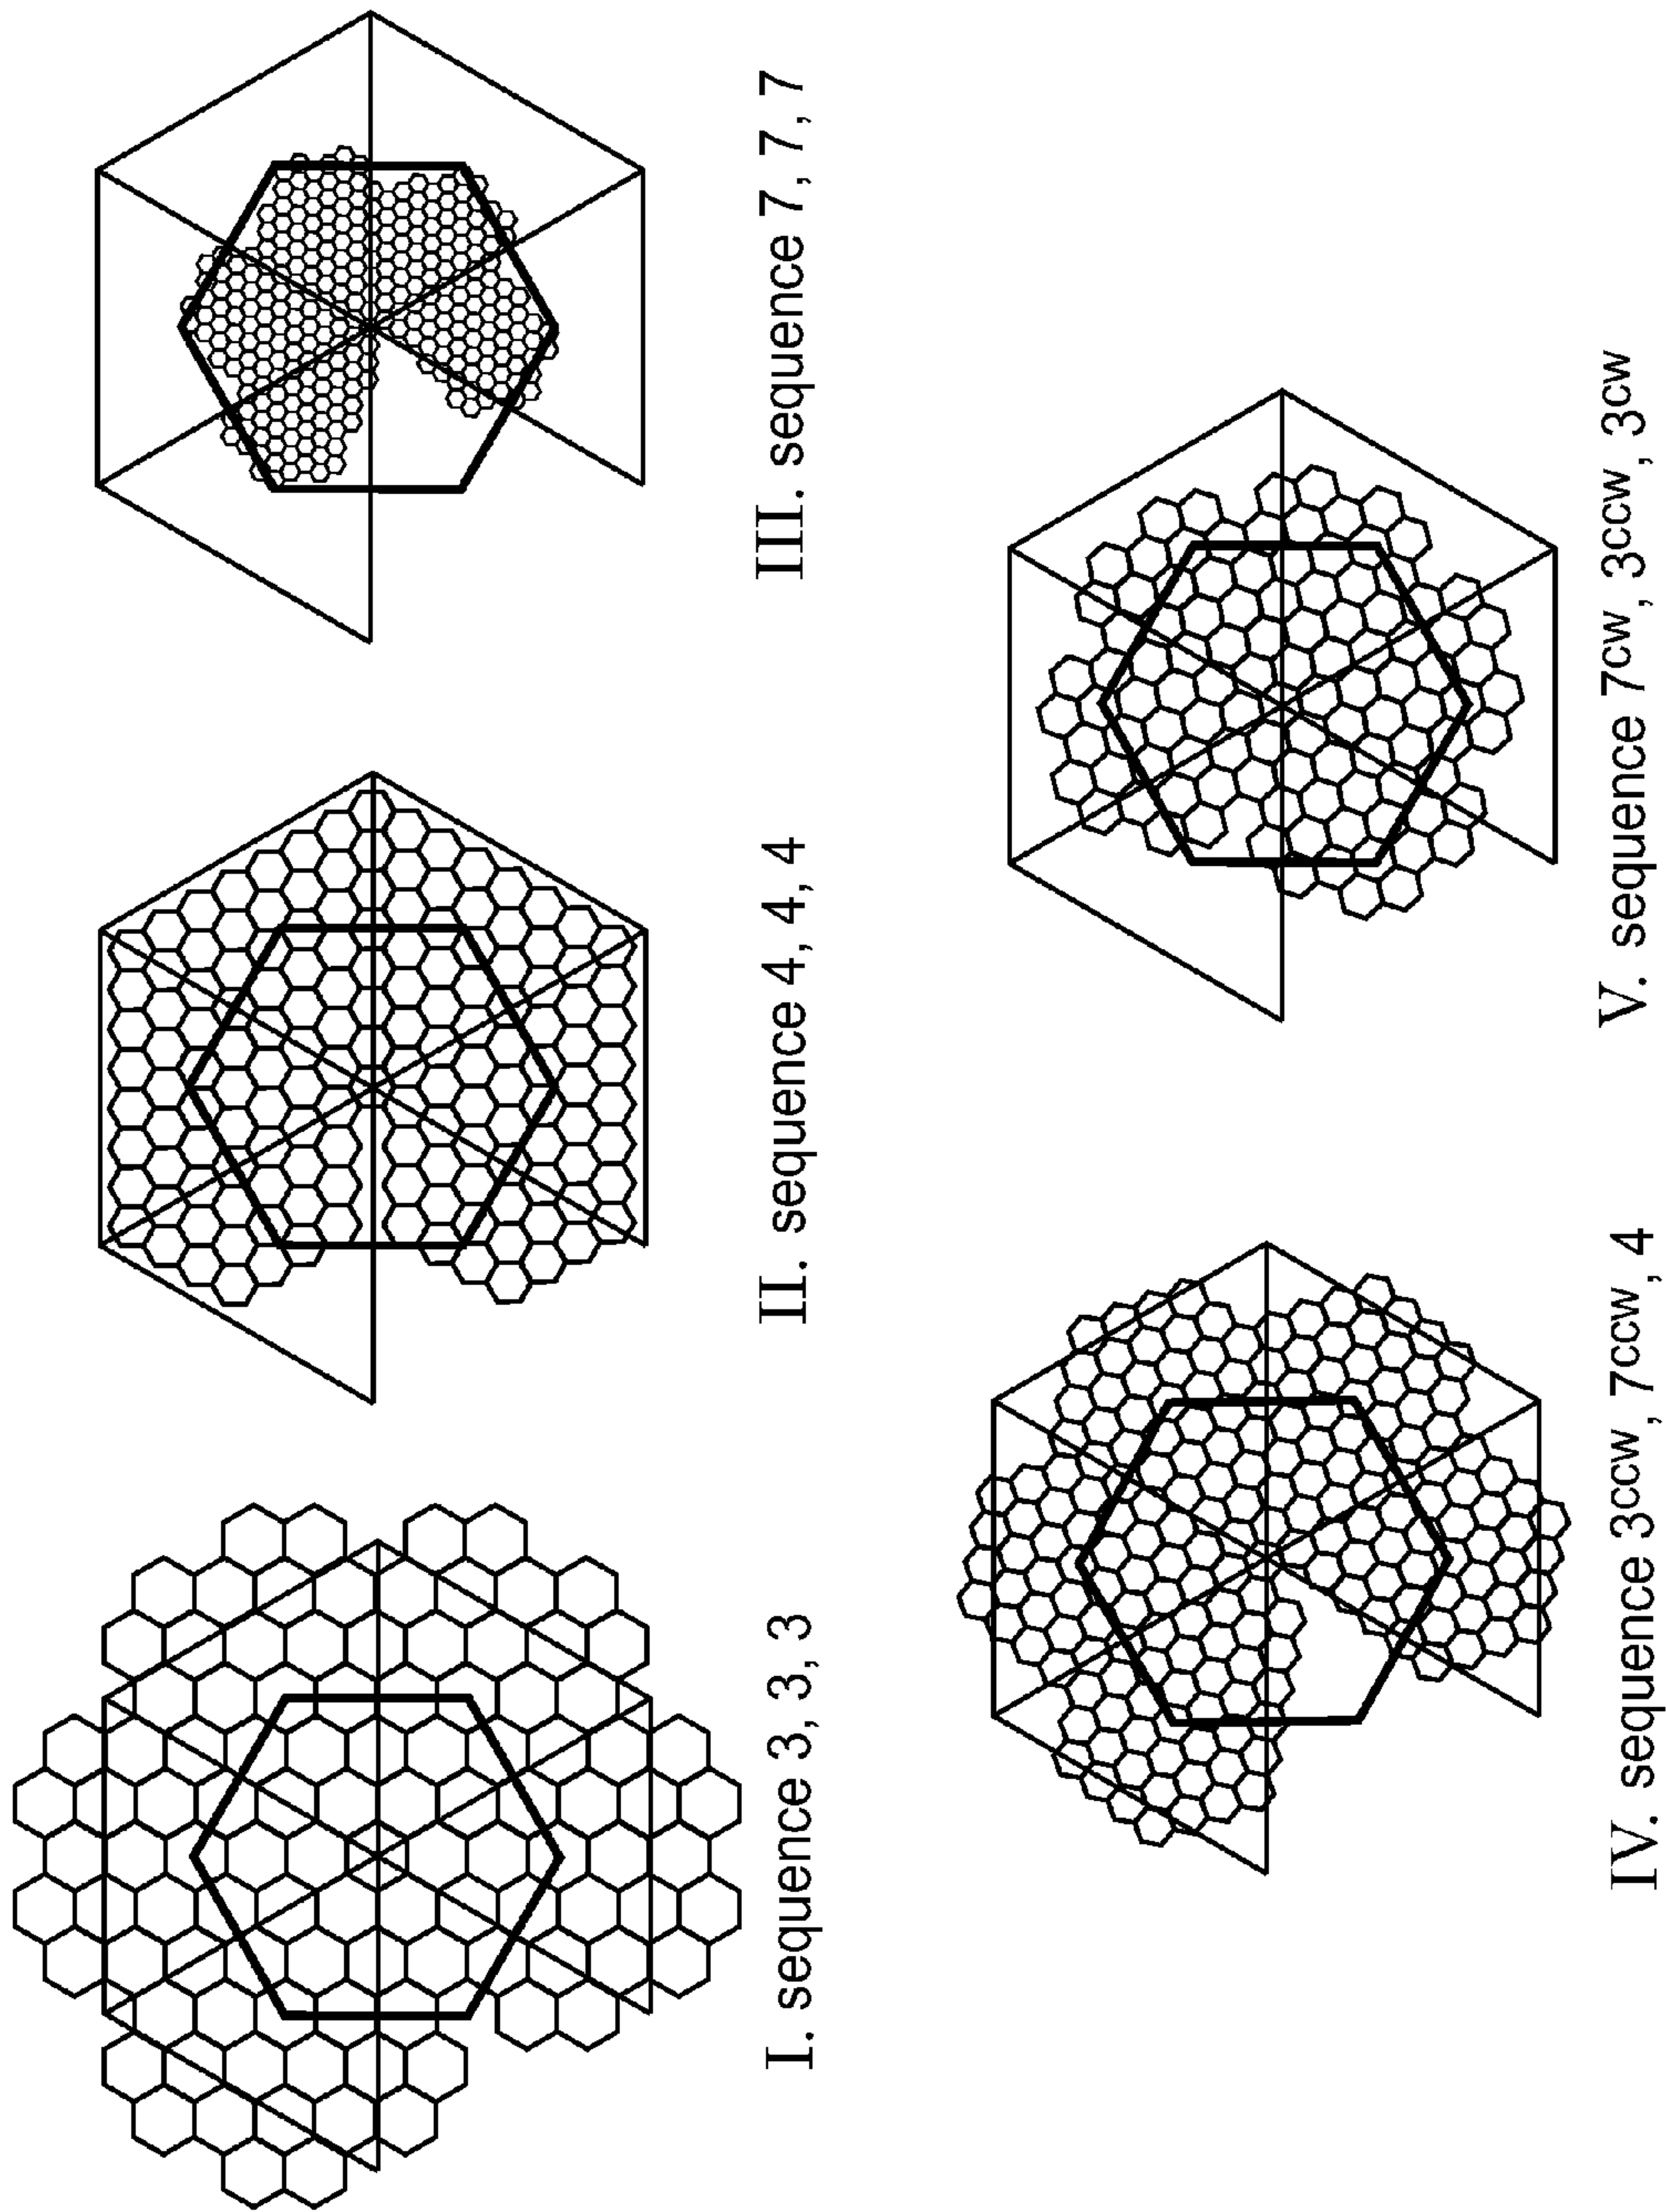 I. sequence 3, 3, 3
II. sequence 4, 4, 4
III. sequence 7, 7, 7
IV. sequence 3ccw, 7ccw, 4
V. sequence 7cw, 3ccw, 3cw